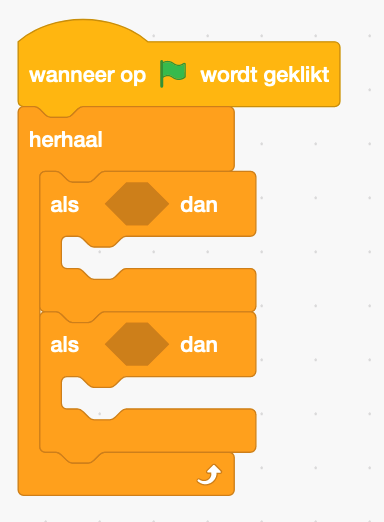 wanneer op wordt geklikt
herhaal
als dan
als dan